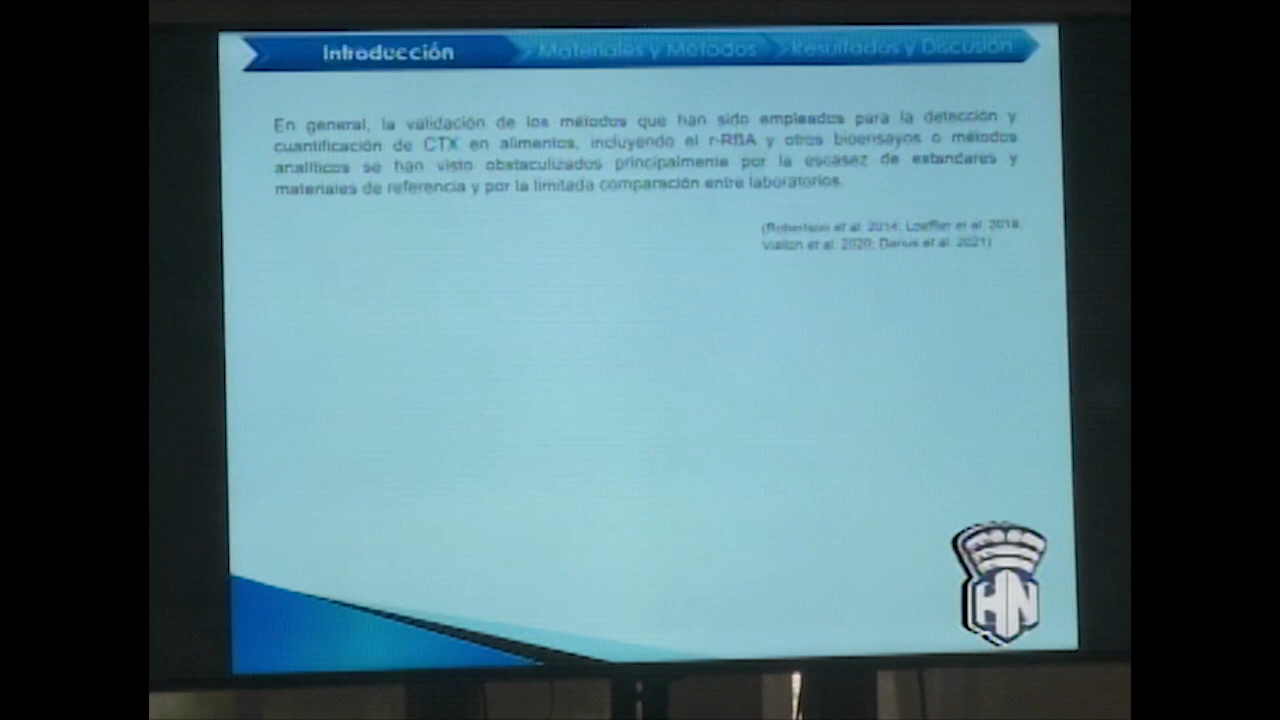 Introducción
Materiales y Métodos
Resultados y Discusión
En general, la validación de los métodos que han sido empleados para la detección y
cuantificación de CTX en alimentos, incluyendo el r-RBA y otros bioensayos o métodos
analíticos se han visto obstaculizados principalmente por la escasez de estandares y
materiales de referencia y por la limitada comparación entre laboratorios.
(Robertson et al. 2014; Loeffler et al. 2018;
et al. 2020; Darius et al. 2021)
HN